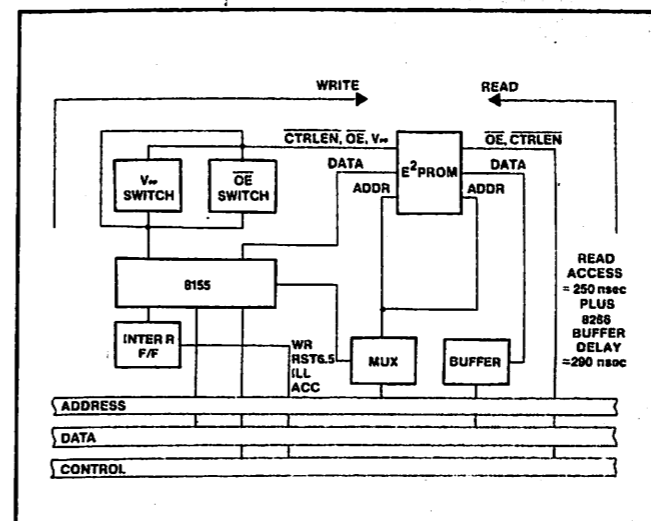 WRITE
READ
CTRLEN, OE, Vpp
OE, CTRLEN
DATA
ADDR
E²PROM
DATA
ADDR
Vpp
SWITCH
OE
SWITCH
8155
INTER R
F/F
WR
RST6.5
ILL
ACC
MUX
BUFFER
READ
ACCESS
= 250 nsec
PLUS
8286
BUFFER
DELAY
≈290 nsec
ADDRESS
DATA
CONTROL